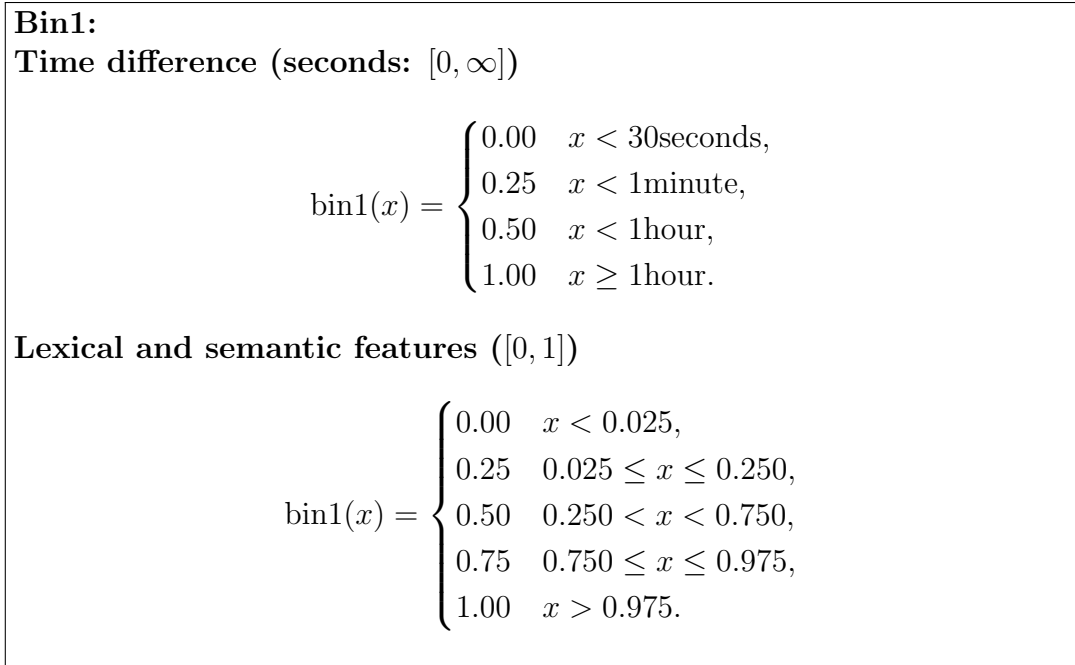 Bin1:
Time difference (seconds: [0, ∞])
bin1(x) = { 0.00 x < 30seconds,
0.25 x < 1minute,
0.50 x < 1hour,
1.00 x ≥ 1hour.
Lexical and semantic features ([0, 1])
bin1(x) = { 0.00 x < 0.025,
0.25 0.025 ≤ x ≤ 0.250,
0.50 0.250 < x < 0.750,
0.75 0.750 ≤ x ≤ 0.975,
1.00 x > 0.975.